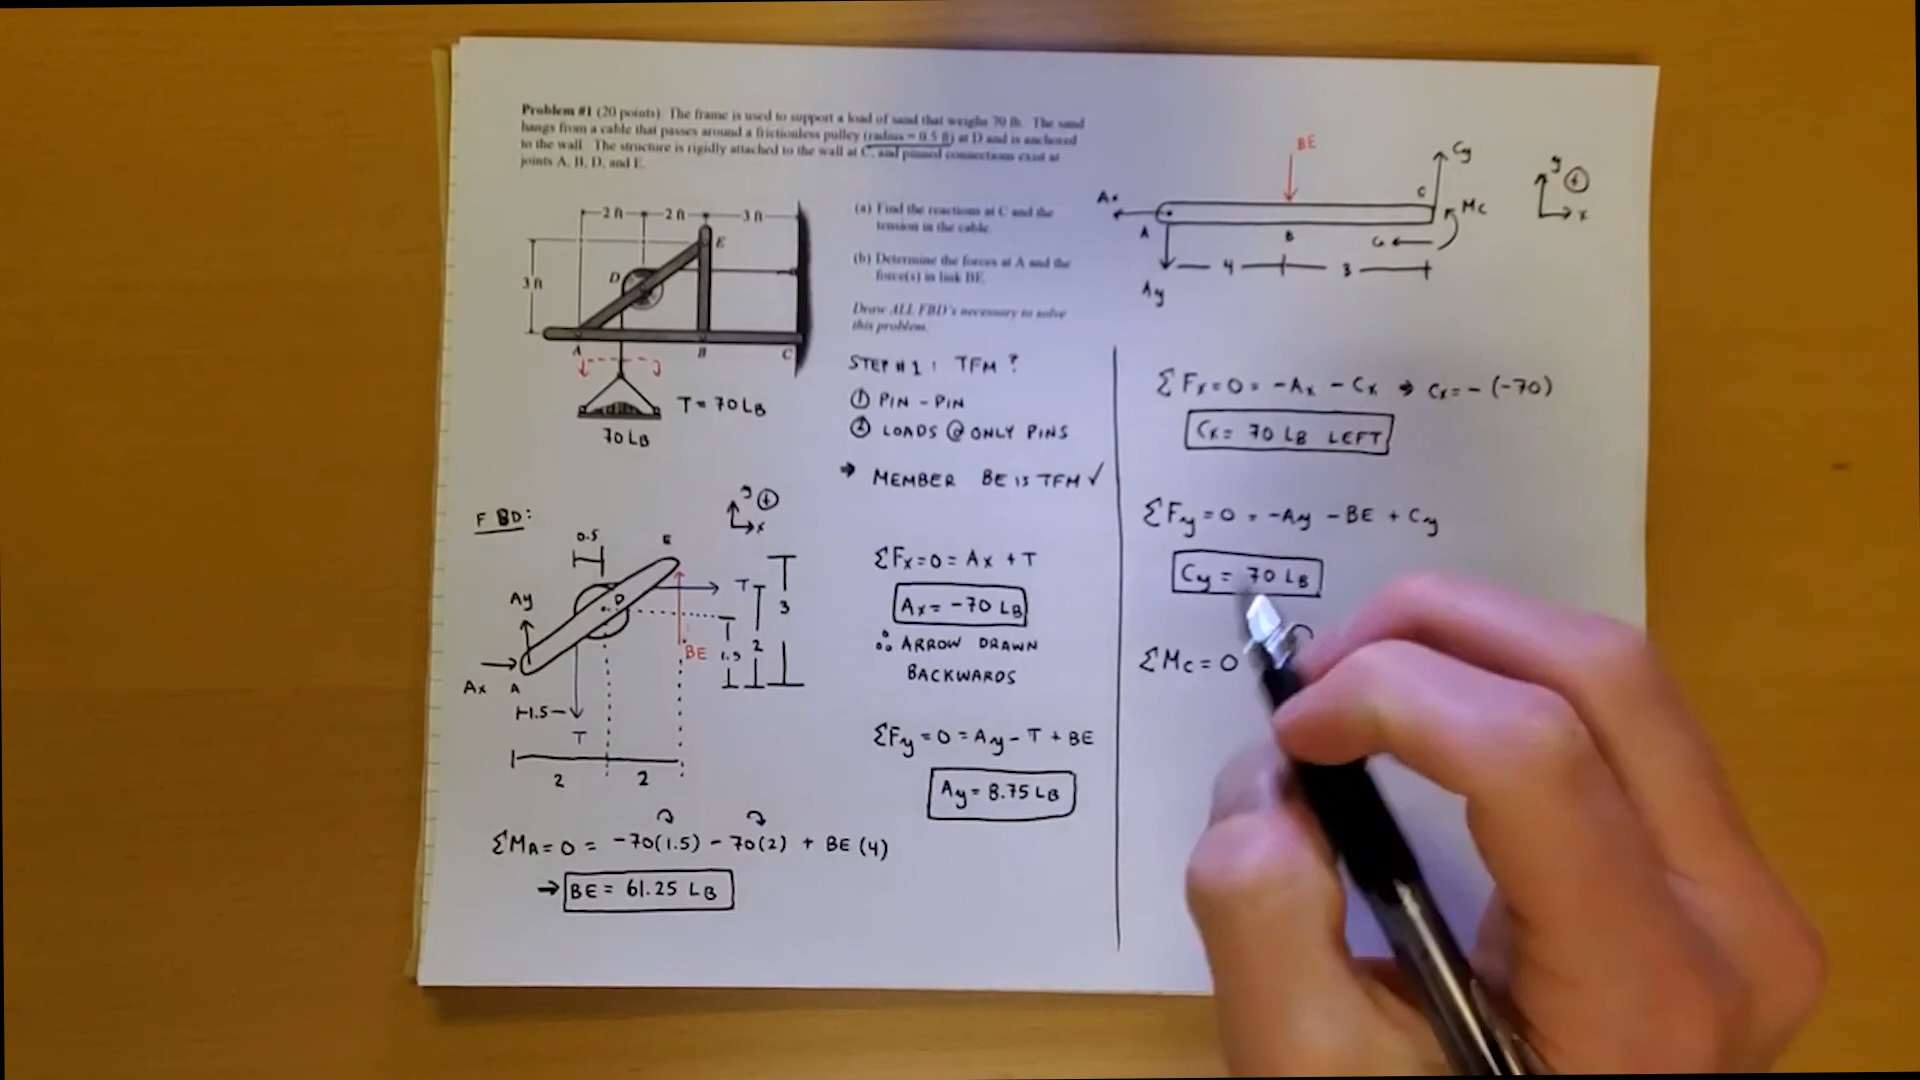 Problem #1 (20 points) The frame is used to support a load of sand that weighs 70 lb. The sand
hangs from a cable that passes around a frictionless pulley (radius = 0.5 ft) at D and is anchored
to the wall. The structure is rigidly attached to the wall at C, and pinned connections exist at
joints A, B, D, and E.
2 ft 2 ft 3 ft
E
D
3 ft
A B C
T = 70 LB
70 LB
(a) Find the reactions at C and the
tension in the cable.
(b) Determine the forces at A and the
force(s) in link BE.
Draw ALL FBD's necessary to solve
this problem.
STEP #1: TFM?
① PIN - PIN
② LOADS @ ONLY PINS
→ MEMBER BE IS TFM ✓
FBD:
y +
x
0.5
E
D
T
Ay
BE
1.5 2 3
Ax A
1.5
T
2 2
ΣMA = 0 = -70(1.5) - 70(2) + BE (4)
→ BE = 61.25 LB
ΣFx = 0 = Ax + T
Ax = -70 LB
∴ ARROW DRAWN
BACKWARDS
ΣFy = 0 = Ay - T + BE
Ay = 8.75 LB
BE
Cy
y +
x
Ax
C
Mc
A
B
Cx
4 3
Ay
ΣFx = 0 = -Ax - Cx → Cx = - (-70)
Cx = 70 LB LEFT
ΣFy = 0 = -Ay - BE + Cy
Cy = 70 LB
ΣMc = 0